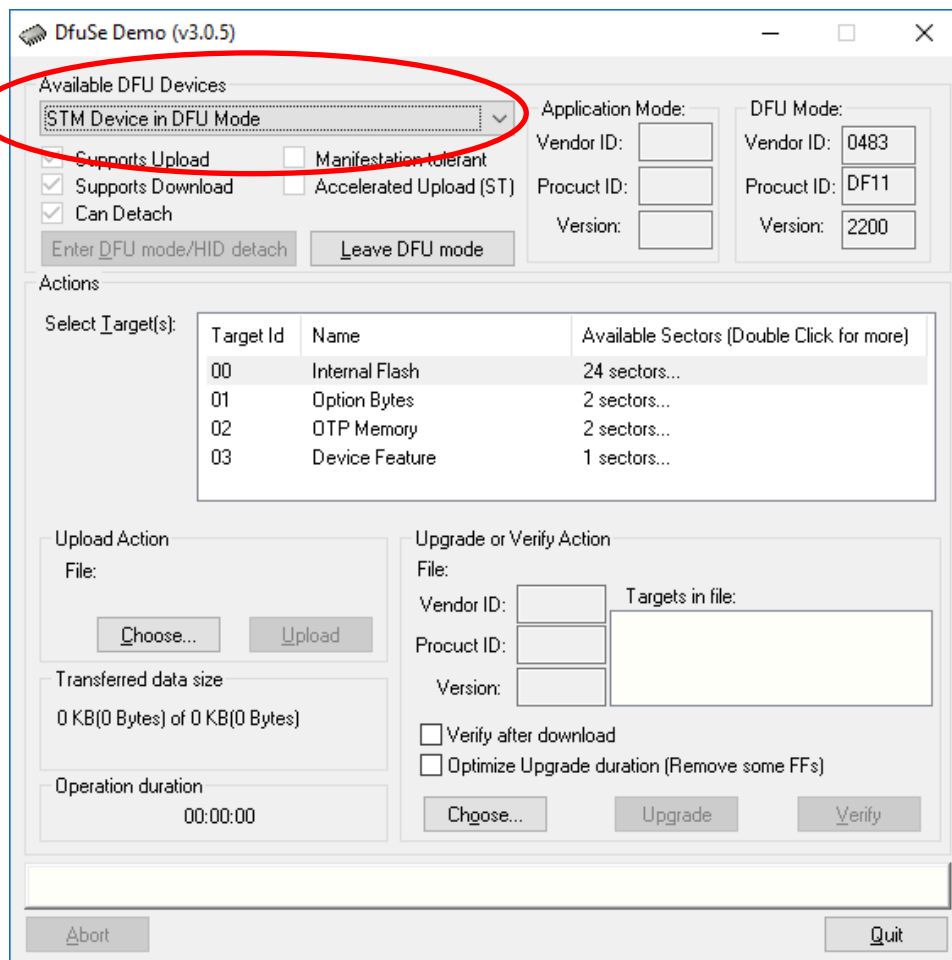 DfuSe Demo (v3.0.5)
Available DFU Devices
STM Device in DFU Mode
Supports Upload
Manifestation tolerant
Supports Download
Accelerated Upload (ST)
Can Detach
Enter DFU mode/HID detach
Leave DFU mode
Application Mode:
Vendor ID:
Procuct ID:
Version:
DFU Mode:
Vendor ID: 0483
Procuct ID: DF11
Version: 2200
Actions
Select Target(s):
Target Id Name Available Sectors (Double Click for more)
00 Internal Flash 24 sectors...
01 Option Bytes 2 sectors...
02 OTP Memory 2 sectors...
03 Device Feature 1 sectors...
Upload Action
File:
Choose...
Upload
Transferred data size
0 KB(0 Bytes) of 0 KB(0 Bytes)
Operation duration
00:00:00
Upgrade or Verify Action
File:
Vendor ID:
Procuct ID:
Version:
Targets in file:
Verify after download
Optimize Upgrade duration (Remove some FFs)
Choose...
Upgrade
Verify
Abort
Quit